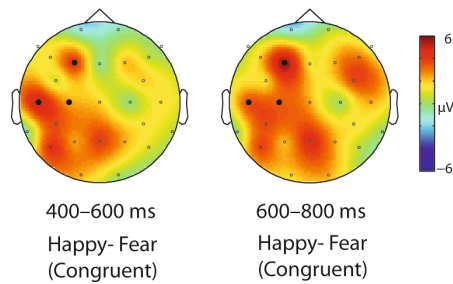 6
μV
−6
400–600 ms
600–800 ms
Happy- Fear
(Congruent)
Happy- Fear
(Congruent)